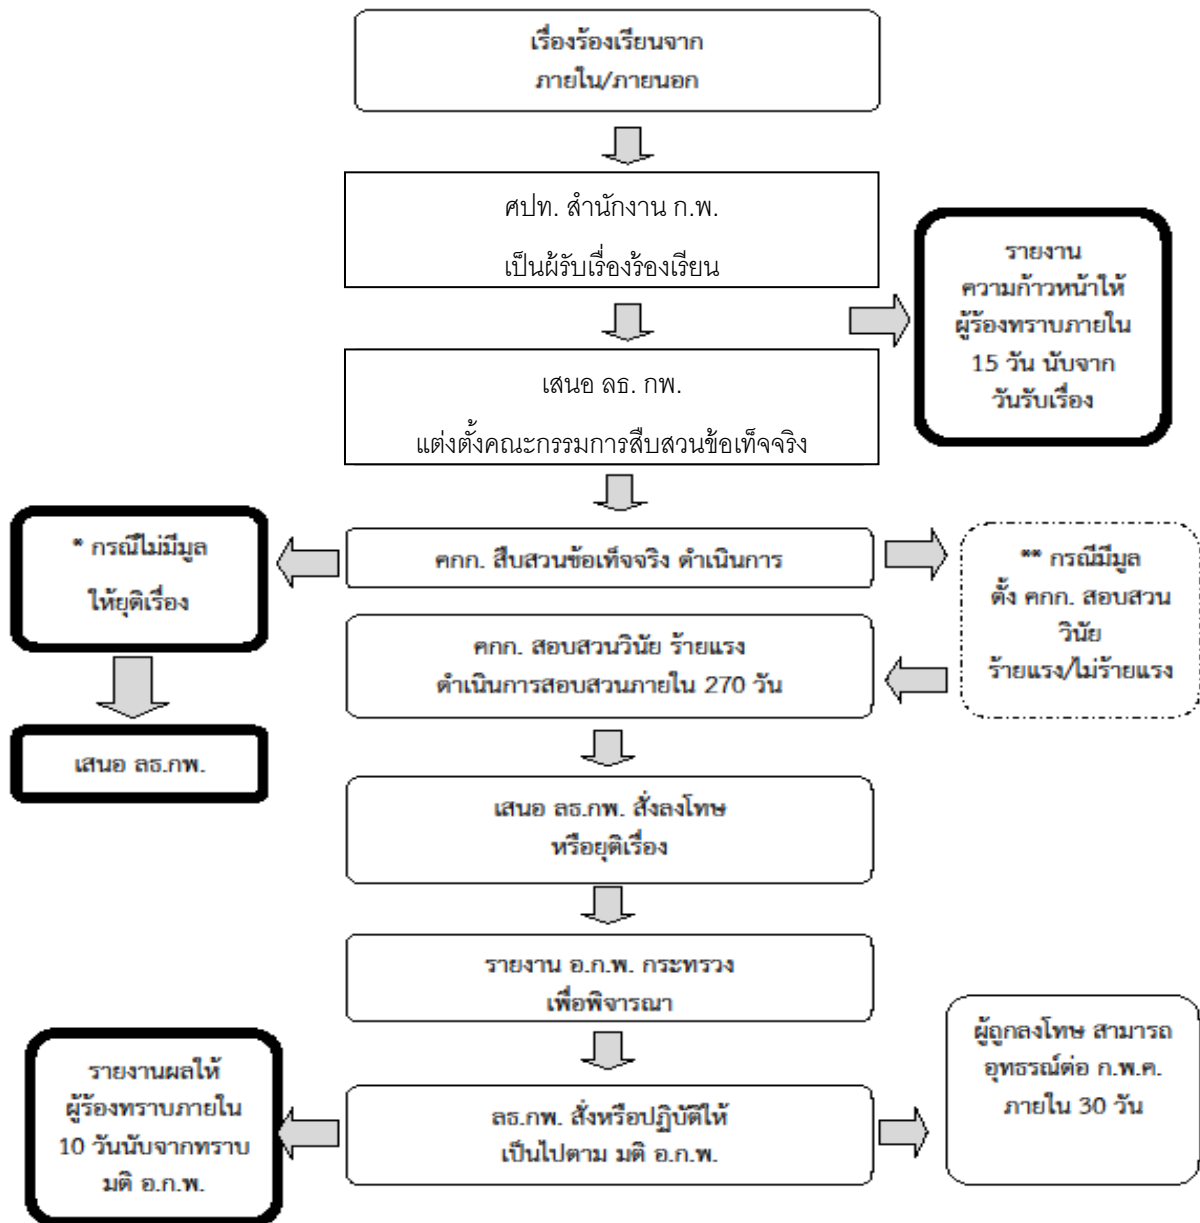 เรื่องร้องเรียนจาก
ภายใน/ภายนอก
ศปท. สำนักงาน ก.พ.
เป็นผู้รับเรื่องร้องเรียน
รายงาน
ความก้าวหน้าให้
ผู้ร้องทราบภายใน
15 วัน นับจาก
วันรับเรื่อง
เสนอ ลธ. กพ.
แต่งตั้งคณะกรรมการสืบสวนข้อเท็จจริง
* กรณีไม่มีมูล
ให้ยุติเรื่อง
คกก. สืบสวนข้อเท็จจริง ดำเนินการ
** กรณีมีมูล
ตั้ง คกก. สอบสวน
วินัย
ร้ายแรง/ไม่ร้ายแรง
คกก. สอบสวนวินัย ร้ายแรง
ดำเนินการสอบสวนภายใน 270 วัน
เสนอ ลธ.กพ.
เสนอ ลธ.กพ. สั่งลงโทษ
หรือยุติเรื่อง
รายงาน อ.ก.พ. กระทรวง
เพื่อพิจารณา
รายงานผลให้
ผู้ร้องทราบภายใน
10 วันนับจากทราบ
มติ อ.ก.พ.
ลธ.กพ. สั่งหรือปฏิบัติให้
เป็นไปตาม มติ อ.ก.พ.
ผู้ถูกลงโทษ สามารถ
อุทธรณ์ต่อ ก.พ.ค.
ภายใน 30 วัน